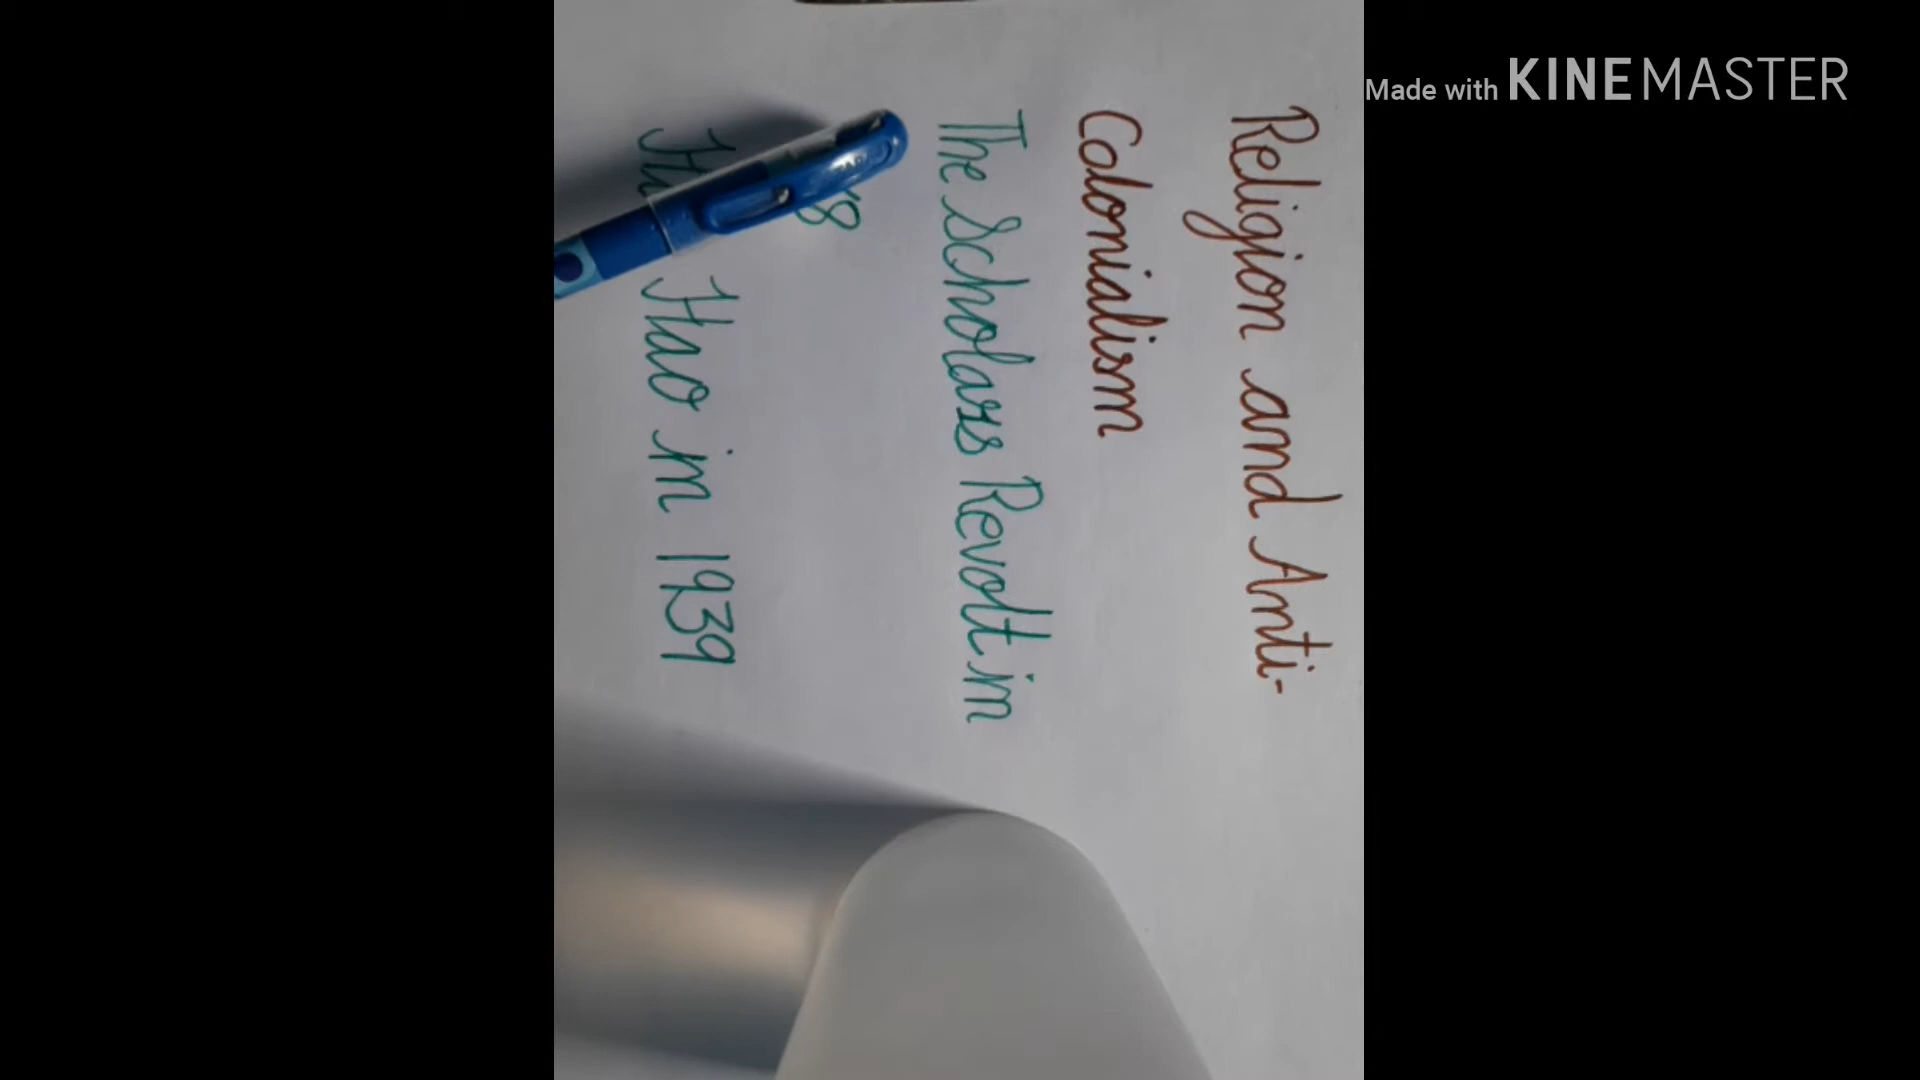 Made with KINEMASTER
Religion and Anti-
Colonialism
The Scholars Revolt in
Hao in 1939